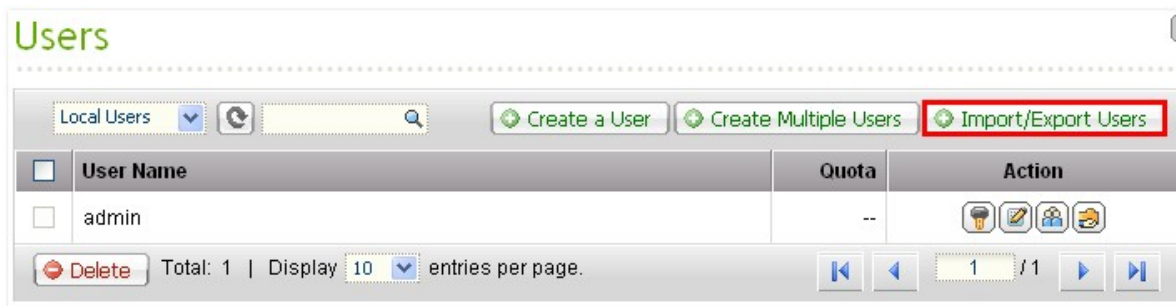 Users
Local Users Create a User Create Multiple Users Import/Export Users
User Name Quota Action
admin --
Delete Total: 1 | Display 10 entries per page. 1 / 1